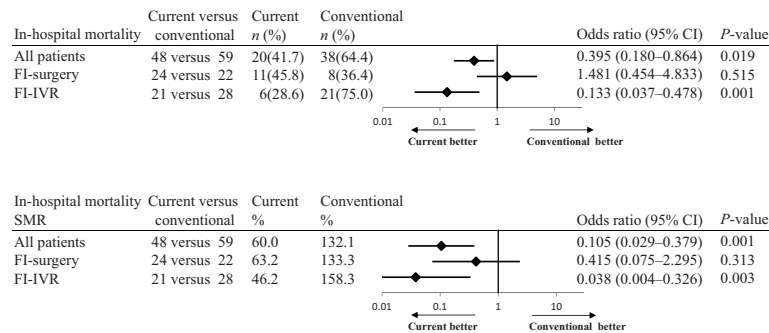 Current versus Current Conventional
In-hospital mortality conventional n (%) n (%) Odds ratio (95% CI) P-value
All patients 48 versus 59 20(41.7) 38(64.4) 0.395 (0.180–0.864) 0.019
FI-surgery 24 versus 22 11(45.8) 8(36.4) 1.481 (0.454–4.833) 0.515
FI-IVR 21 versus 28 6(28.6) 21(75.0) 0.133 (0.037–0.478) 0.001
0.01 0.1 1 10
Current better Conventional better
In-hospital mortality Current versus Current Conventional
SMR conventional % % Odds ratio (95% CI) P-value
All patients 48 versus 59 60.0 132.1 0.105 (0.029–0.379) 0.001
FI-surgery 24 versus 22 63.2 133.3 0.415 (0.075–2.295) 0.313
FI-IVR 21 versus 28 46.2 158.3 0.038 (0.004–0.326) 0.003
0.01 0.1 1 10
Current better Conventional better